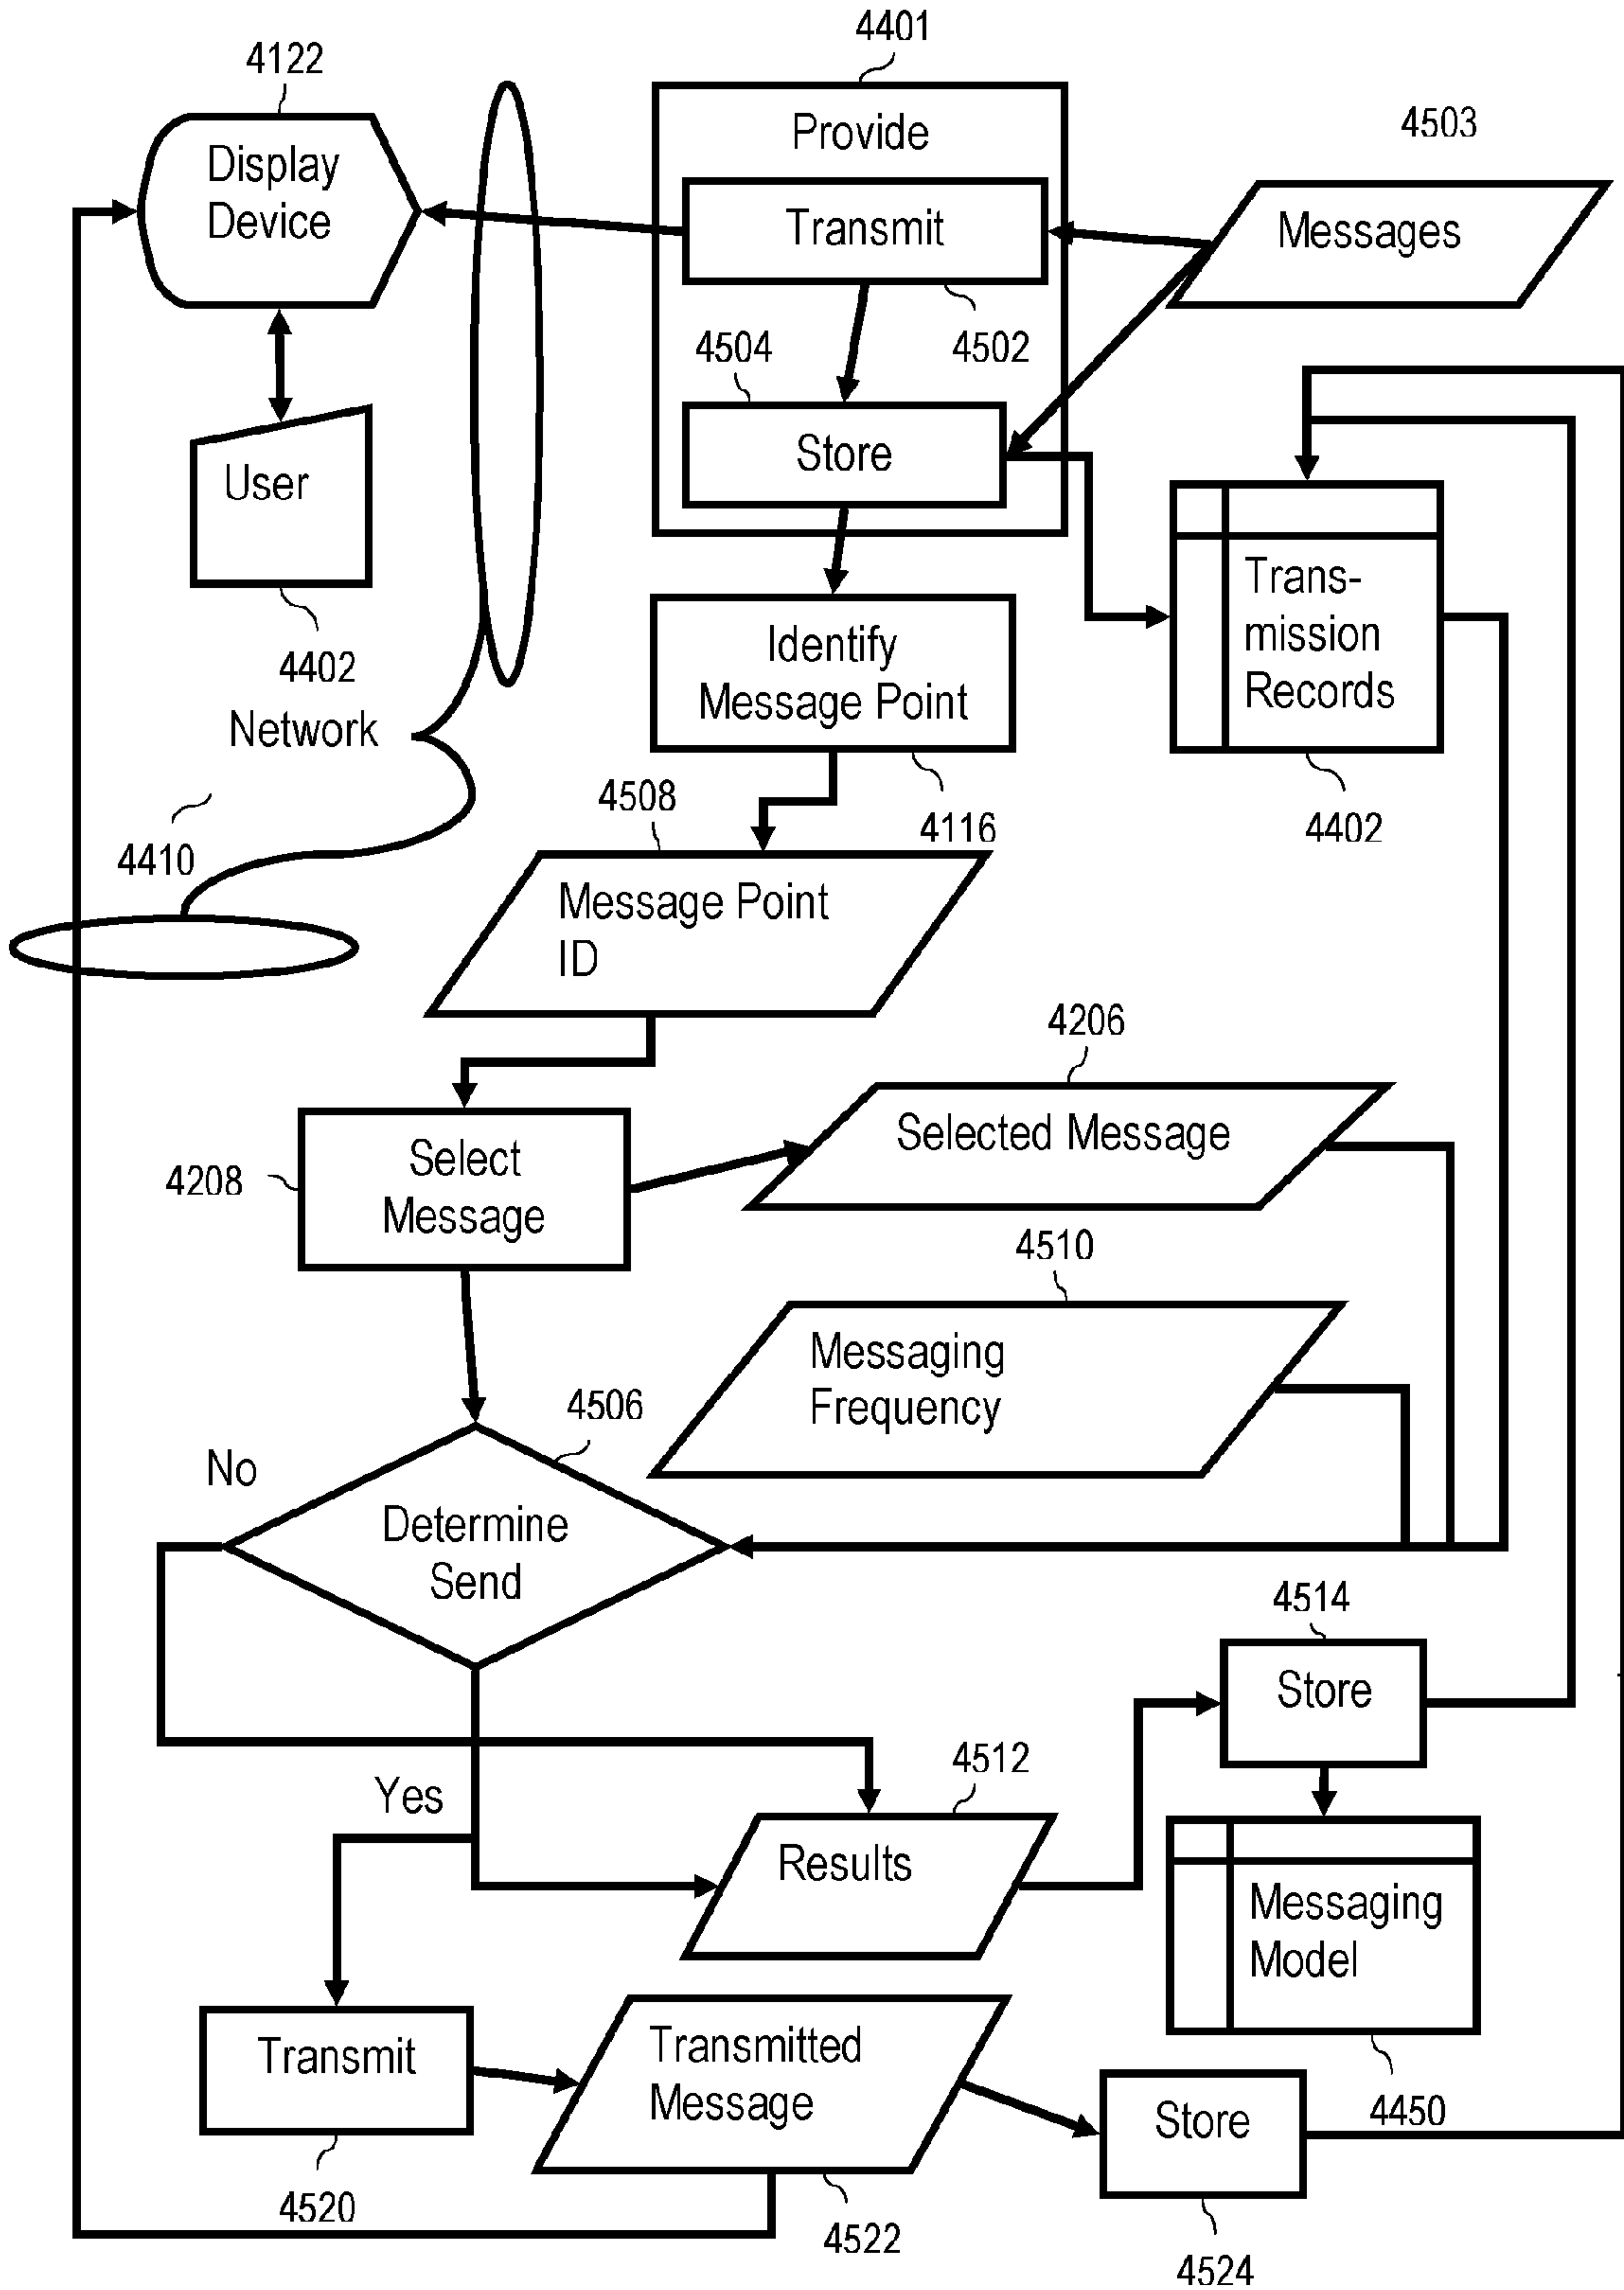 4401
4122
4503
Provide
Display
Device
Transmit
Messages
4504
4502
Store
User
Trans-
mission
Records
Identify
Message Point
4402
Network
4508
4116
4402
4410
Message Point
ID
4206
Selected Message
Select
Message
4208
4510
Messaging
Frequency
4506
No
Determine
Send
4514
Store
4512
Yes
Results
Messaging
Model
Transmit
Transmitted
Message
4450
Store
4520
4522
4524